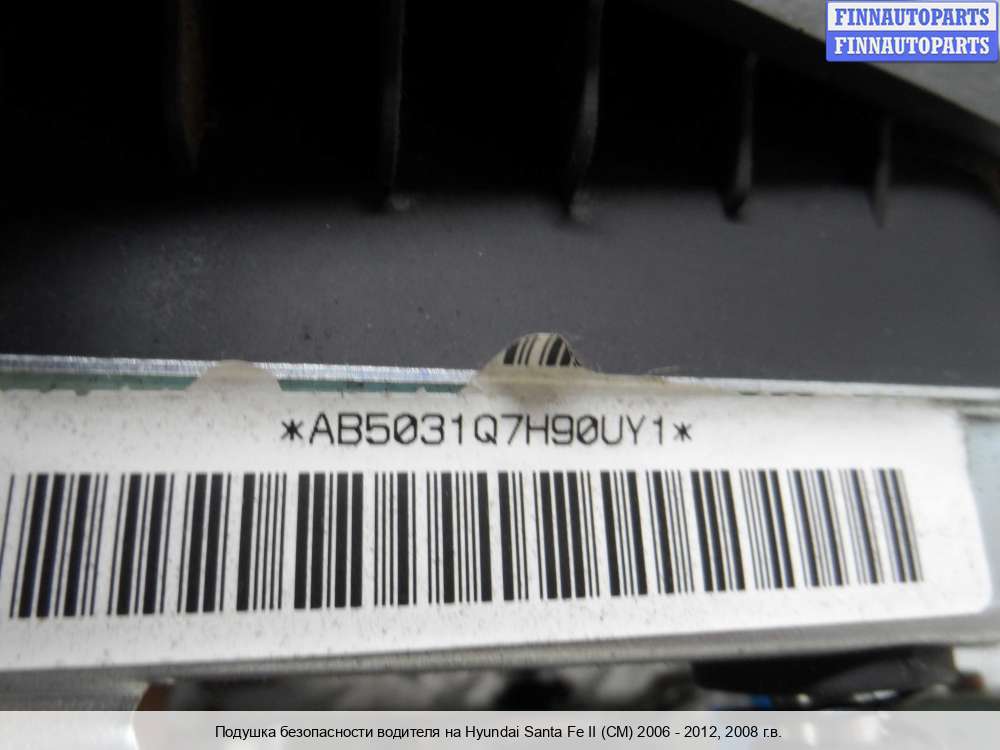 FINNAUTOPARTS
FINNAUTOPARTS
*AB5031Q7H90UY1*
Подушка безопасности водителя на Hyundai Santa Fe II (CM) 2006 - 2012, 2008 г.в.